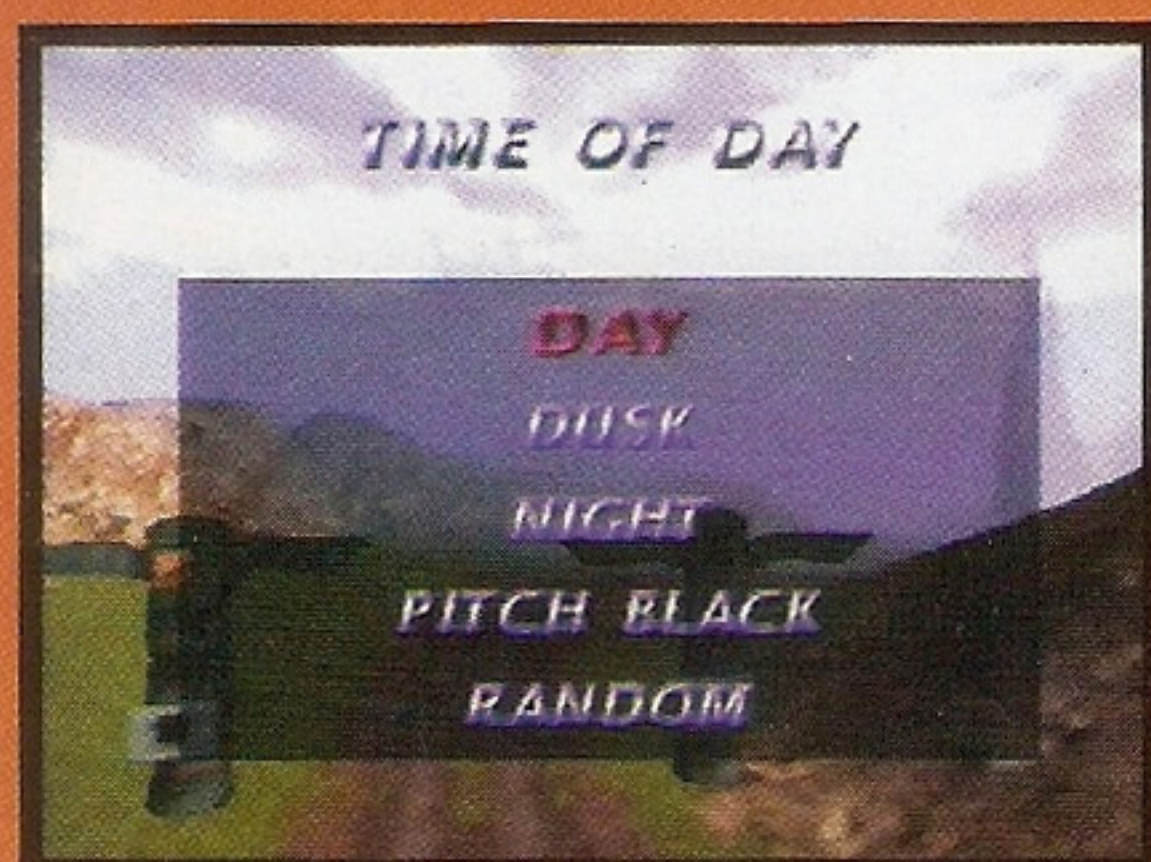 TIME OF DAY
DAY
DUSK
NIGHT
PITCH BLACK
RANDOM